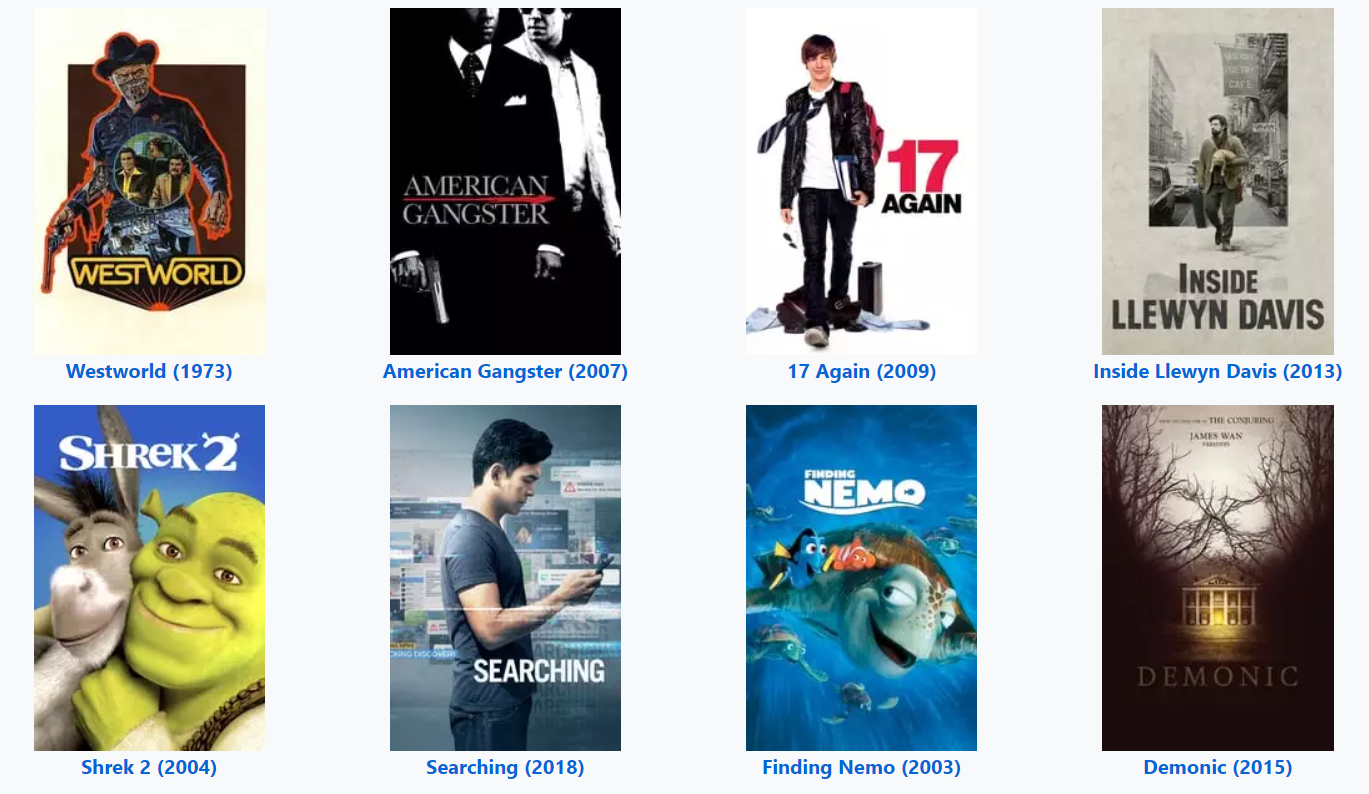 WESTWORLD
AMERICAN
GANGSTER
17
AGAIN
POETRY
CAFE
INSIDE
LLEWYN DAVIS
Westworld (1973)
American Gangster (2007)
17 Again (2009)
Inside Llewyn Davis (2013)
SHREK 2
SEARCHING
FINDING
NEMO
THE CONJURING
JAMES WAN
PRESENTS
DEMONIC
Shrek 2 (2004)
Searching (2018)
Finding Nemo (2003)
Demonic (2015)